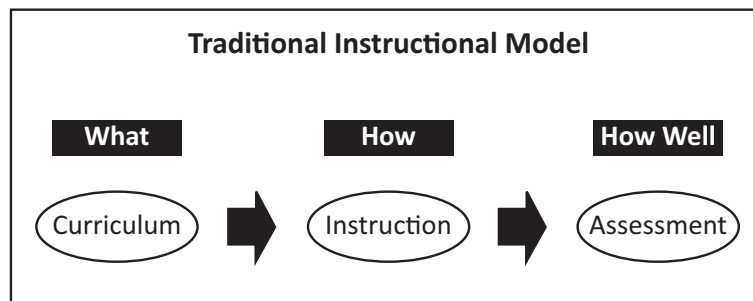 Traditional Instructional Model
What
How
How Well
Curriculum
Instruction
Assessment